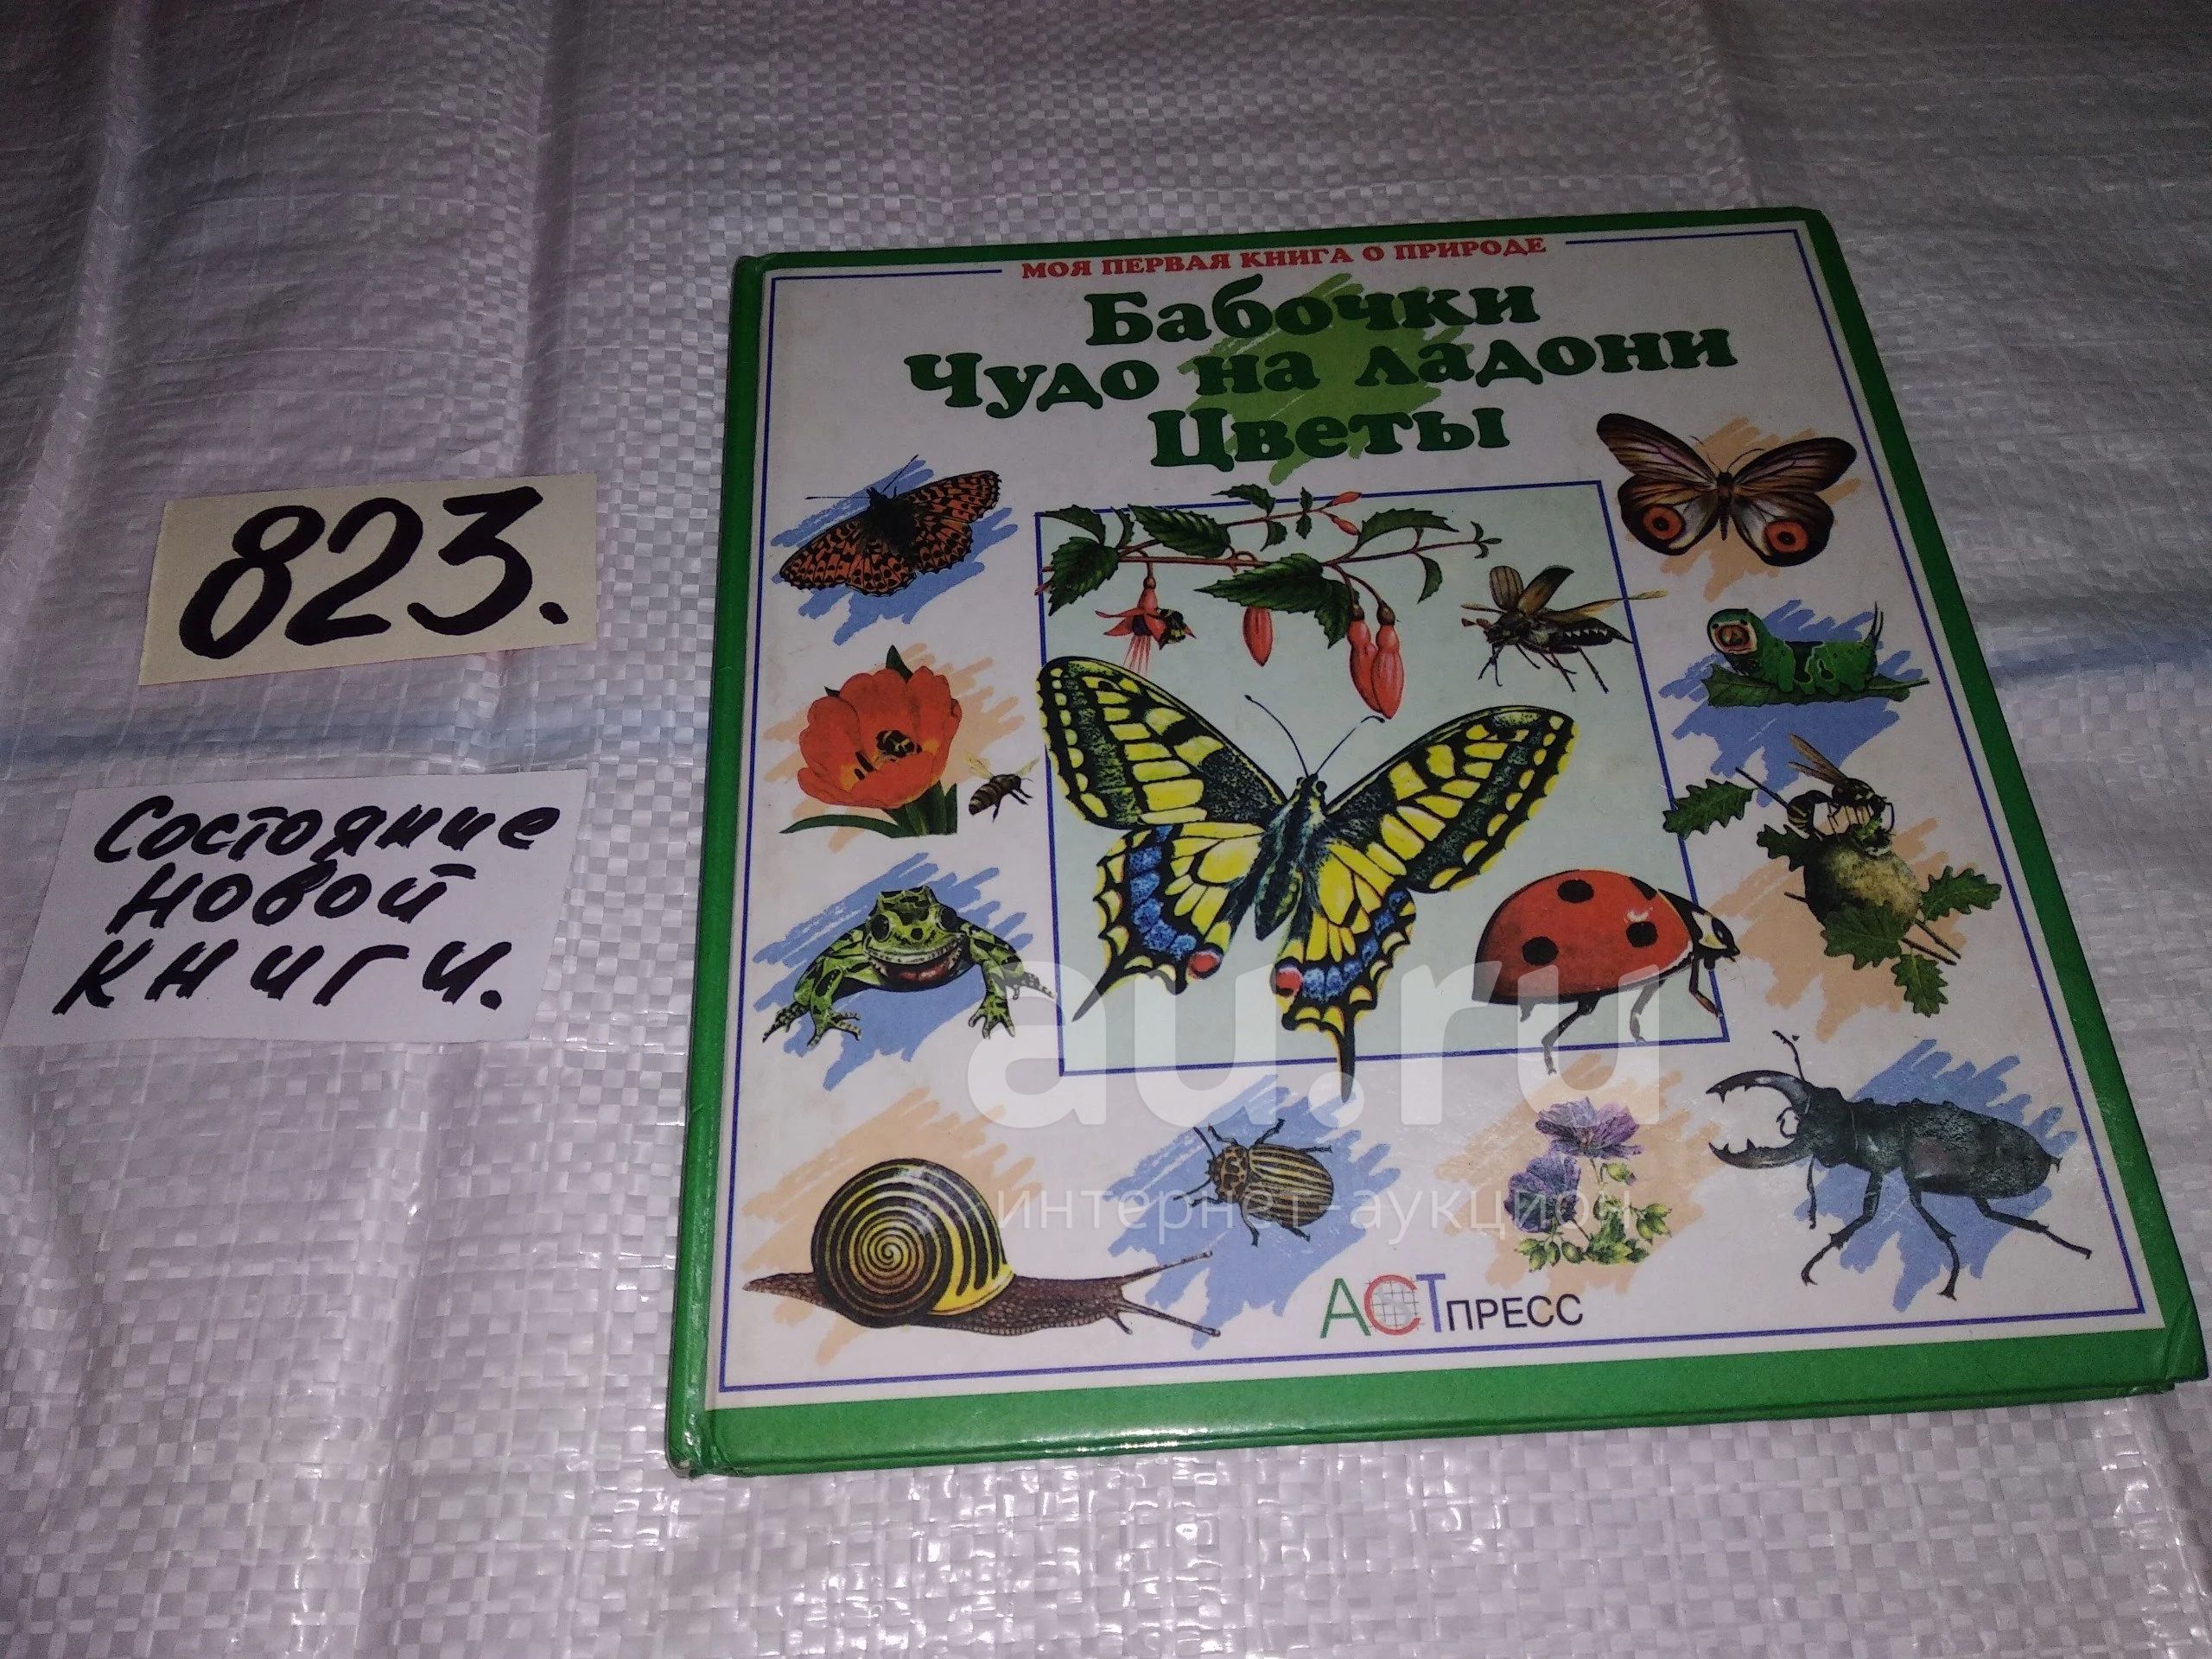 МОЯ ПЕРВАЯ КНИГА О ПРИРОДЕ
Бабочки
Чудо на ладони
Цветы
823.
Состояние
новой
книги.
au.ru
интернет-аукцион
АСТ ПРЕСС